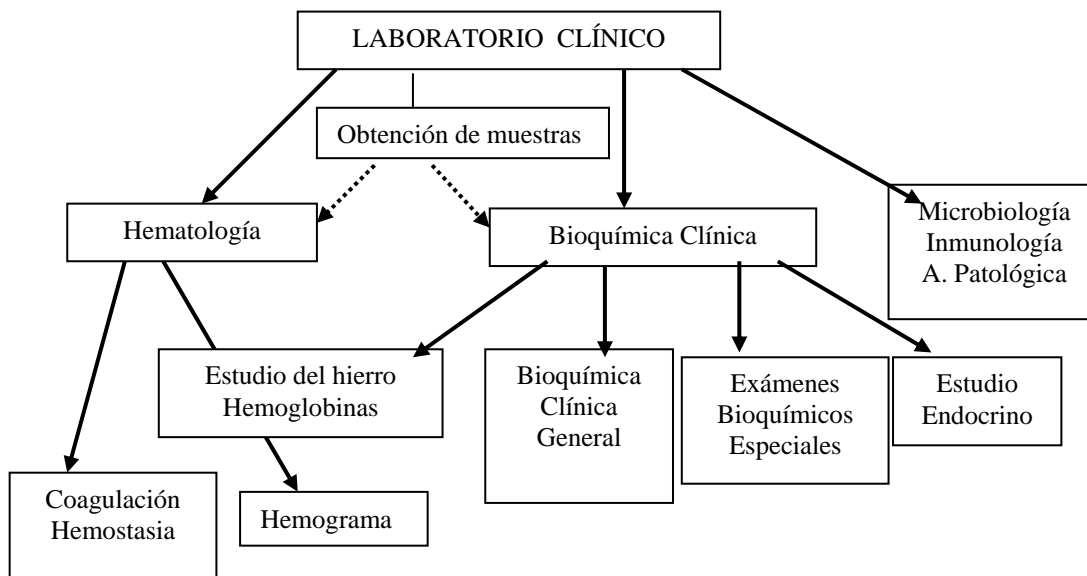 LABORATORIO CLÍNICO
Obtención de muestras
Hematología
Bioquímica Clínica
Microbiología
Inmunología
A. Patológica
Estudio del hierro
Hemoglobinas
Bioquímica
Clínica
General
Exámenes
Bioquímicos
Especiales
Estudio
Endocrino
Coagulación
Hemostasia
Hemograma